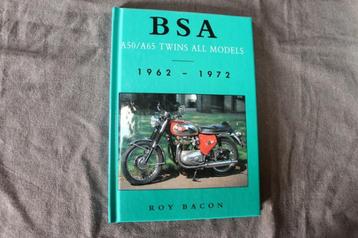 BSA
A50/A65 TWINS ALL MODELS
1962 - 1972
ROY BACON